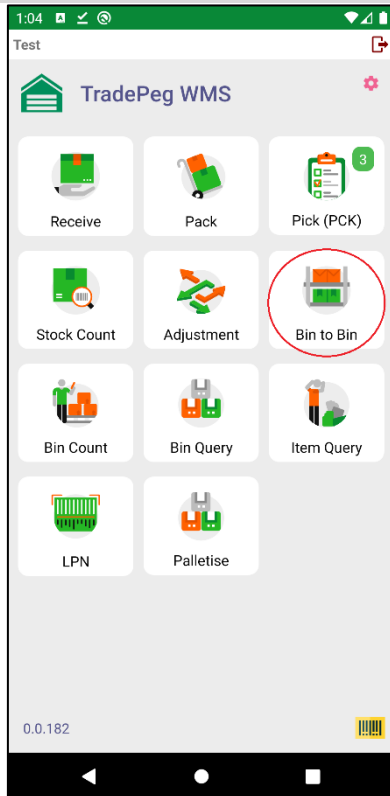 1:04
Test
TradePeg WMS
3
Receive
Pack
Pick (PCK)
Stock Count
Adjustment
Bin to Bin
Bin Count
Bin Query
Item Query
LPN
Palletise
0.0.182